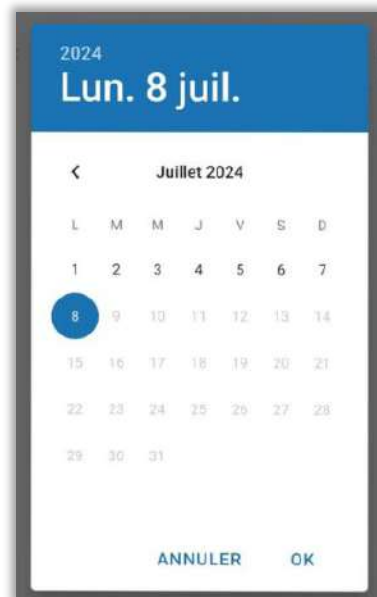 2024
Lun. 8 juil.
Juillet 2024
L M M J V S D
1 2 3 4 5 6 7
8 9 10 11 12 13 14
15 16 17 18 19 20 21
22 23 24 25 26 27 28
29 30 31
ANNULER OK